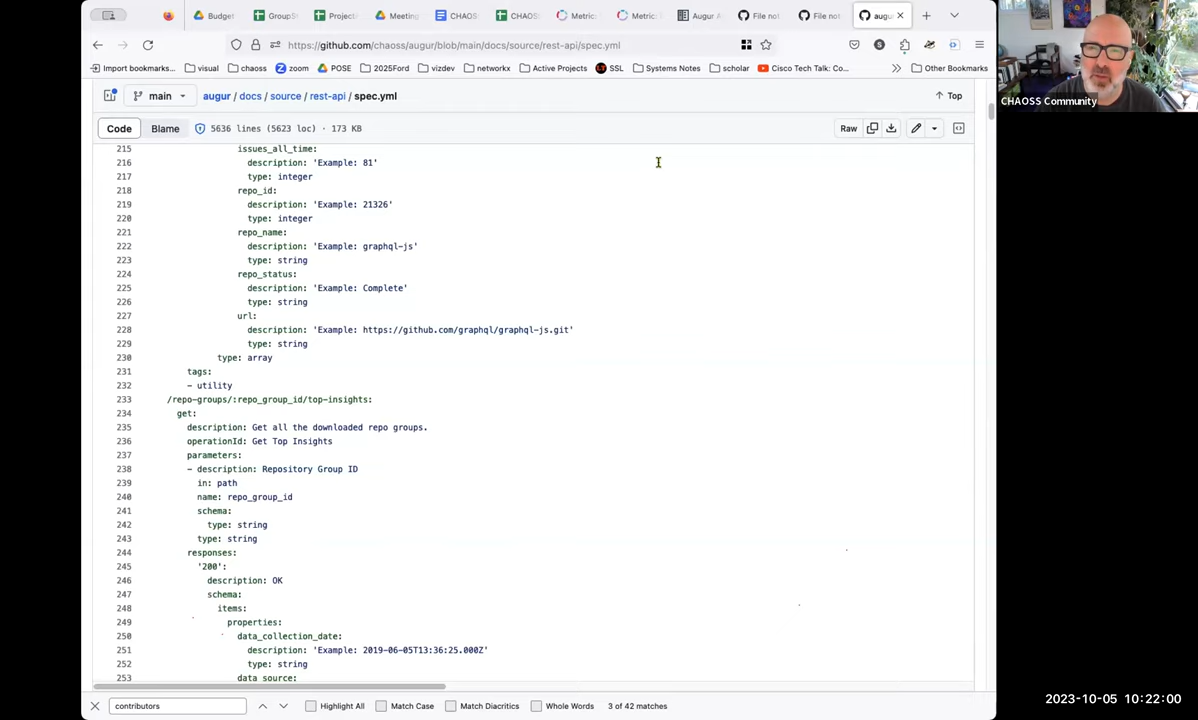 Budget
GroupS
Project
Meeting
CHAOS
CHAOS
Metric:
Metric:
Augur A
File not
File not
augu
https://github.com/chaoss/augur/blob/main/docs/source/rest-api/spec.yml
Import bookmarks...
visual
chaoss
zoom
POSE
2025Ford
vizdev
networkx
Active Projects
SSL
Systems Notes
scholar
Cisco Tech Talk: Co...
Other Bookmarks
main
augur / docs / source / rest-api / spec.yml
Top
Code
Blame
5636 lines (5623 loc) · 173 KB
Raw
215 issues_all_time:
216 description: 'Example: 81'
217 type: integer
218 repo_id:
219 description: 'Example: 21326'
220 type: integer
221 repo_name:
222 description: 'Example: graphql-js'
223 type: string
224 repo_status:
225 description: 'Example: Complete'
226 type: string
227 url:
228 description: 'Example: https://github.com/graphql/graphql-js.git'
229 type: string
230 type: array
231 tags:
232 - utility
233 /repo-groups/:repo_group_id/top-insights:
234 get:
235 description: Get all the downloaded repo groups.
236 operationId: Get Top Insights
237 parameters:
238 - description: Repository Group ID
239 in: path
240 name: repo_group_id
241 schema:
242 type: string
243 type: string
244 responses:
245 '200':
246 description: OK
247 schema:
248 items:
249 properties:
250 data_collection_date:
251 description: 'Example: 2019-06-05T13:36:25.000Z'
252 type: string
253 data_source:
contributors
Highlight All
Match Case
Match Diacritics
Whole Words
3 of 42 matches
CHAOSS Community
2023-10-05 10:22:00